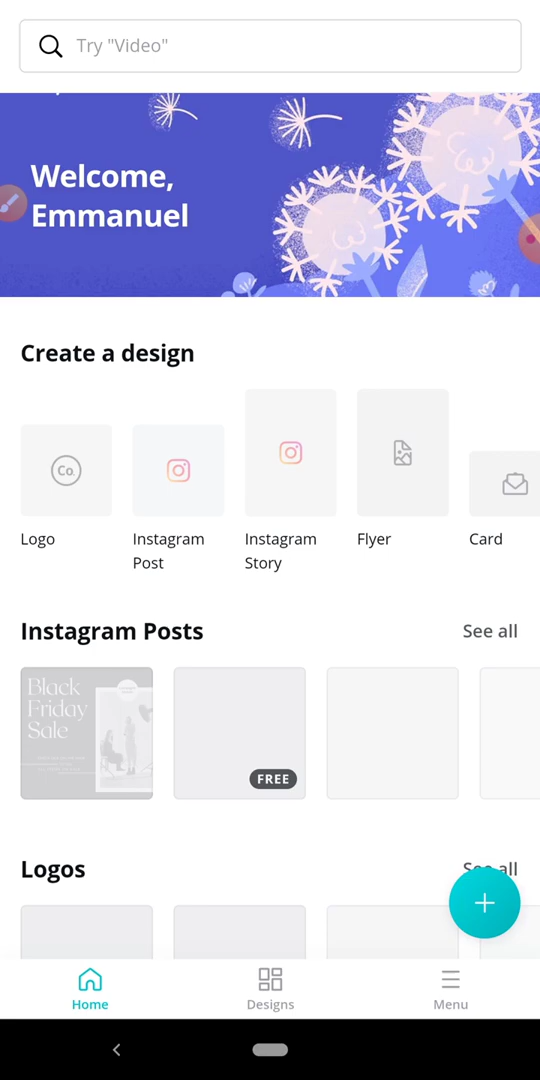 Try "Video"
Welcome,
Emmanuel
Create a design
Co.
Logo
Instagram
Post
Instagram
Story
Flyer
Card
Instagram Posts
See all
Black
Friday
Sale
FREE
Logos
See all
Home
Designs
Menu